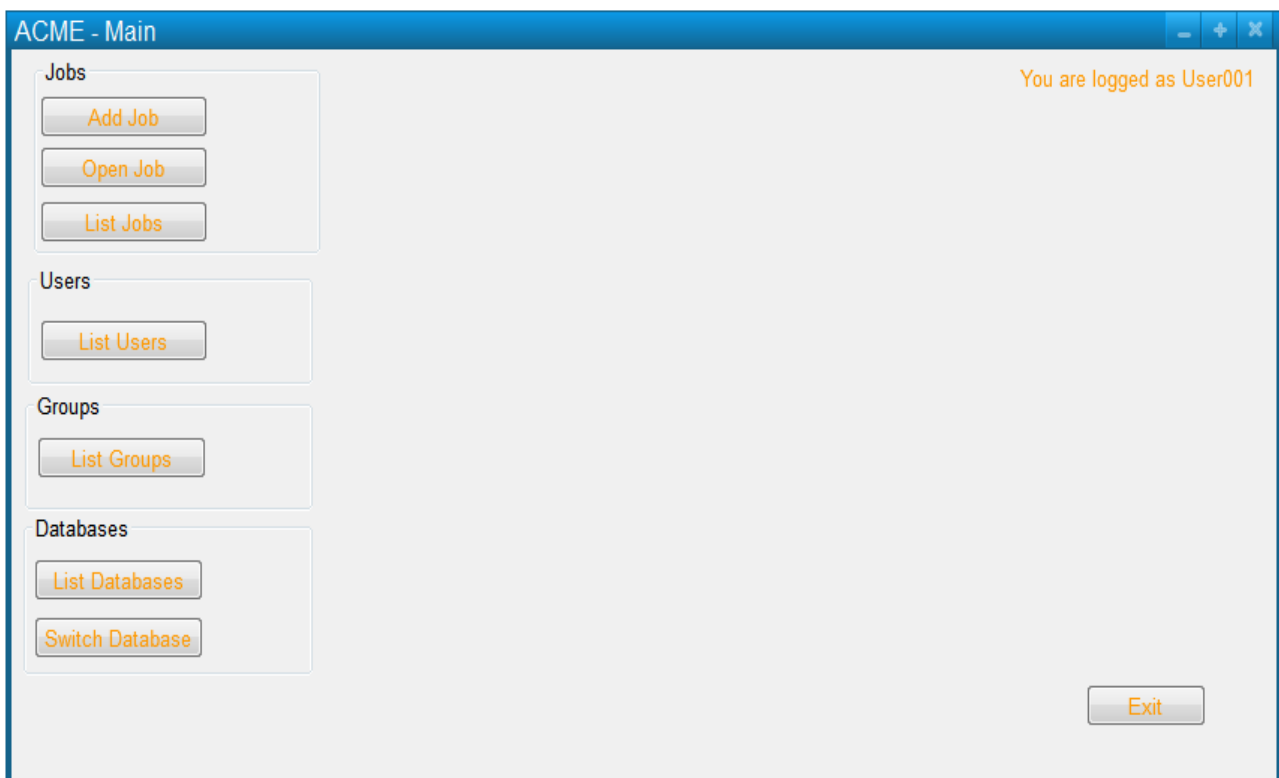 ACME - Main
You are logged as User001
Jobs
Add Job
Open Job
List Jobs
Users
List Users
Groups
List Groups
Databases
List Databases
Switch Database
Exit